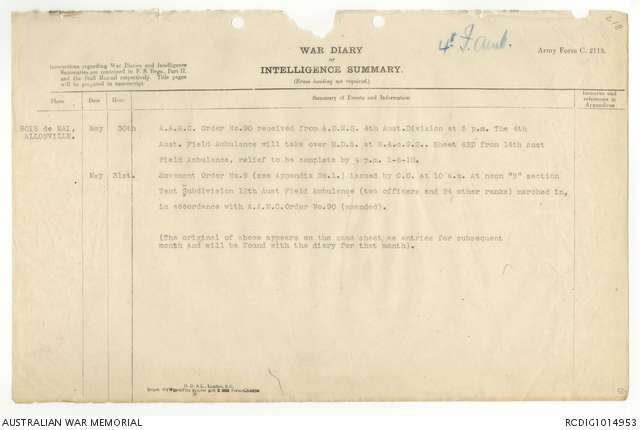 218
4th F. Amb.
WAR DIARY
or
INTELLIGENCE SUMMARY.
(Erase heading not required.)
Army Form C. 2118.
Instructions regarding War Diaries and Intelligence
Summaries are contained in F. S. Regs., Part II.
and the Staff Manual respectively. Title pages
will be prepared in manuscript.
Place Date Hour Summary of Events and Information Remarks and
references to
Appendices
BOIS de MAI, May 30th A.A.M.C. Order No.90 received from A.D.M.S. 4th Aust.Division at 5 p.m. The 4th
ALLONVILLE. Aust. Field Ambulance will take over M.D.S. at Sheet 62D from 14th Aust
Field Ambulance, relief to be complete by 4 p.m. 1-6-18.
May 31st. Movement Order No.9 (see Appendix No.1.) issued by C.O. at 10 a.m. At noon "B" section
Tent Subdivision 12th Aust Field Ambulance (two officers and 24 other ranks) marched in,
in accordance with A.A.M.C.Order No.90 (amended).
(The original of above appears on the same sheet as entries for subsequent
month and will be found with the diary for that month).
D. D. & L., London, E.C.
AUSTRALIAN WAR MEMORIAL
RCDIG1014953